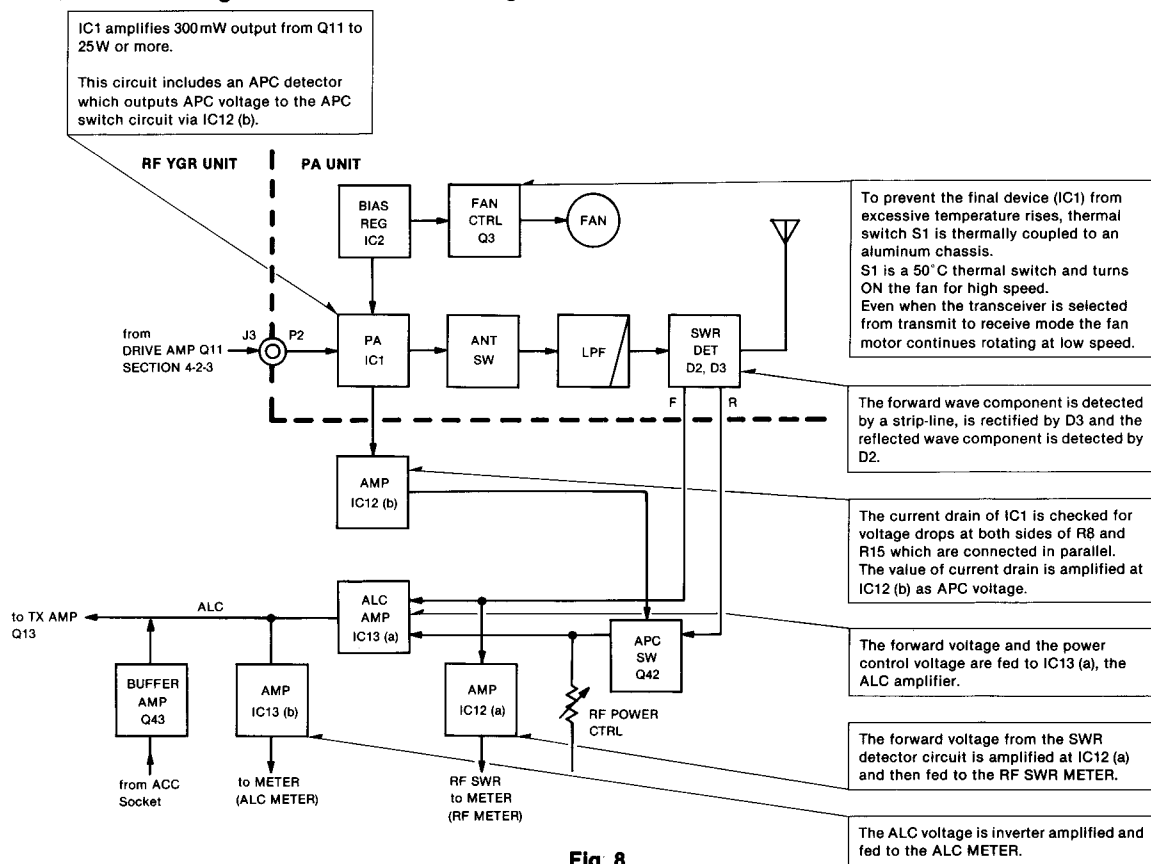 IC1 amplifies 300mW output from Q11 to
25W or more.
This circuit includes an APC detector
which outputs APC voltage to the APC
switch circuit via IC12 (b).
RF YGR UNIT
PA UNIT
BIAS
REG
IC2
FAN
CTRL
Q3
FAN
To prevent the final device (IC1) from
excessive temperature rises, thermal
switch S1 is thermally coupled to an
aluminum chassis.
S1 is a 50°C thermal switch and turns
ON the fan for high speed.
Even when the transceiver is selected
from transmit to receive mode the fan
motor continues rotating at low speed.
from
DRIVE AMP Q11
SECTION 4-2-3
J3
P2
PA
IC1
ANT
SW
LPF
SWR
DET
D2, D3
F
R
The forward wave component is detected
by a strip-line, is rectified by D3 and the
reflected wave component is detected by
D2.
AMP
IC12 (b)
The current drain of IC1 is checked for
voltage drops at both sides of R8 and
R15 which are connected in parallel.
The value of current drain is amplified at
IC12 (b) as APC voltage.
to TX AMP
Q13
ALC
ALC
AMP
IC13 (a)
APC
SW
Q42
The forward voltage and the power
control voltage are fed to IC13 (a), the
ALC amplifier.
BUFFER
AMP
Q43
AMP
IC13 (b)
AMP
IC12 (a)
RF POWER
CTRL
The forward voltage from the SWR
detector circuit is amplified at IC12 (a)
and then fed to the RF SWR METER.
from ACC
Socket
to METER
(ALC METER)
RF SWR
to METER
(RF METER)
The ALC voltage is inverter amplified and
fed to the ALC METER.
Fig. 8